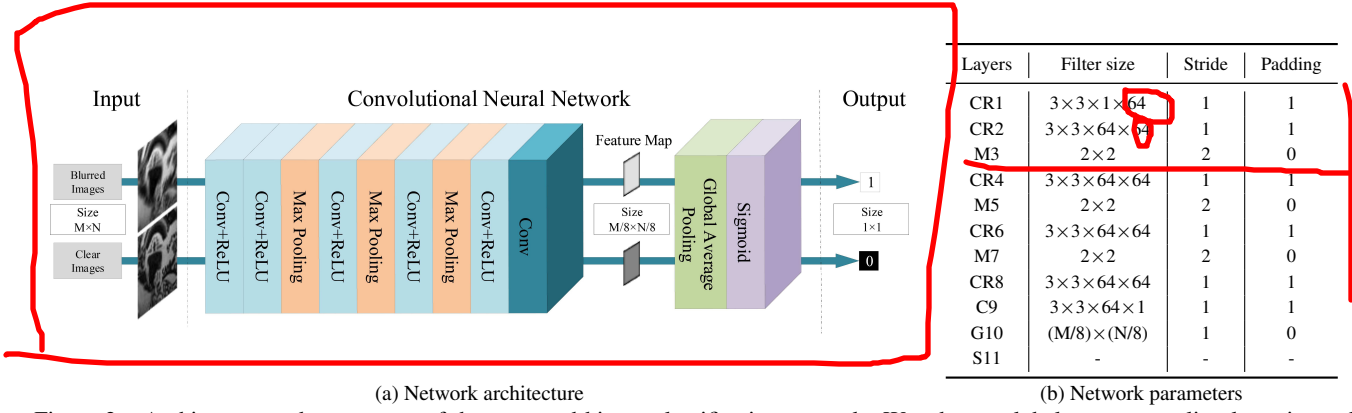 Input
Convolutional Neural Network
Output
Blurred
Images
Size
M×N
Clear
Images
Conv+ReLU
Conv+ReLU
Max Pooling
Conv+ReLU
Max Pooling
Conv+ReLU
Max Pooling
Conv+ReLU
Conv
Feature Map
Size
M/8×N/8
Global Average
Pooling
Sigmoid
1
Size
1×1
0
(a) Network architecture
Layers Filter size Stride Padding
CR1 3×3×1×64 1 1
CR2 3×3×64×64 1 1
M3 2×2 2 0
CR4 3×3×64×64 1 1
M5 2×2 2 0
CR6 3×3×64×64 1 1
M7 2×2 2 0
CR8 3×3×64×64 1 1
C9 3×3×64×1 1 1
G10 (M/8)×(N/8) 1 0
S11 - - -
(b) Network parameters